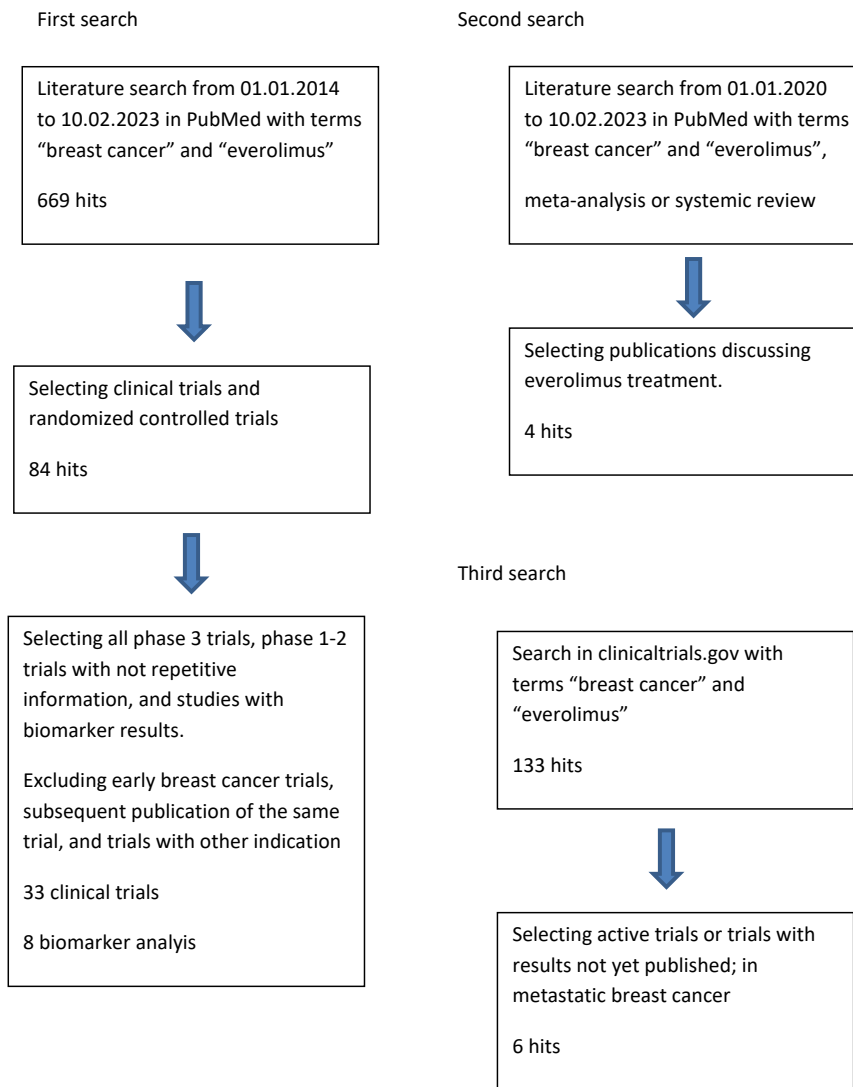 First search
Literature search from 01.01.2014
to 10.02.2023 in PubMed with terms
“breast cancer” and “everolimus”
669 hits
Selecting clinical trials and
randomized controlled trials
84 hits
Selecting all phase 3 trials, phase 1-2
trials with not repetitive
information, and studies with
biomarker results.
Excluding early breast cancer trials,
subsequent publication of the same
trial, and trials with other indication
33 clinical trials
8 biomarker analyis
Second search
Literature search from 01.01.2020
to 10.02.2023 in PubMed with terms
“breast cancer” and “everolimus”,
meta-analysis or systemic review
Selecting publications discussing
everolimus treatment.
4 hits
Third search
Search in clinicaltrials.gov with
terms “breast cancer” and
“everolimus”
133 hits
Selecting active trials or trials with
results not yet published; in
metastatic breast cancer
6 hits